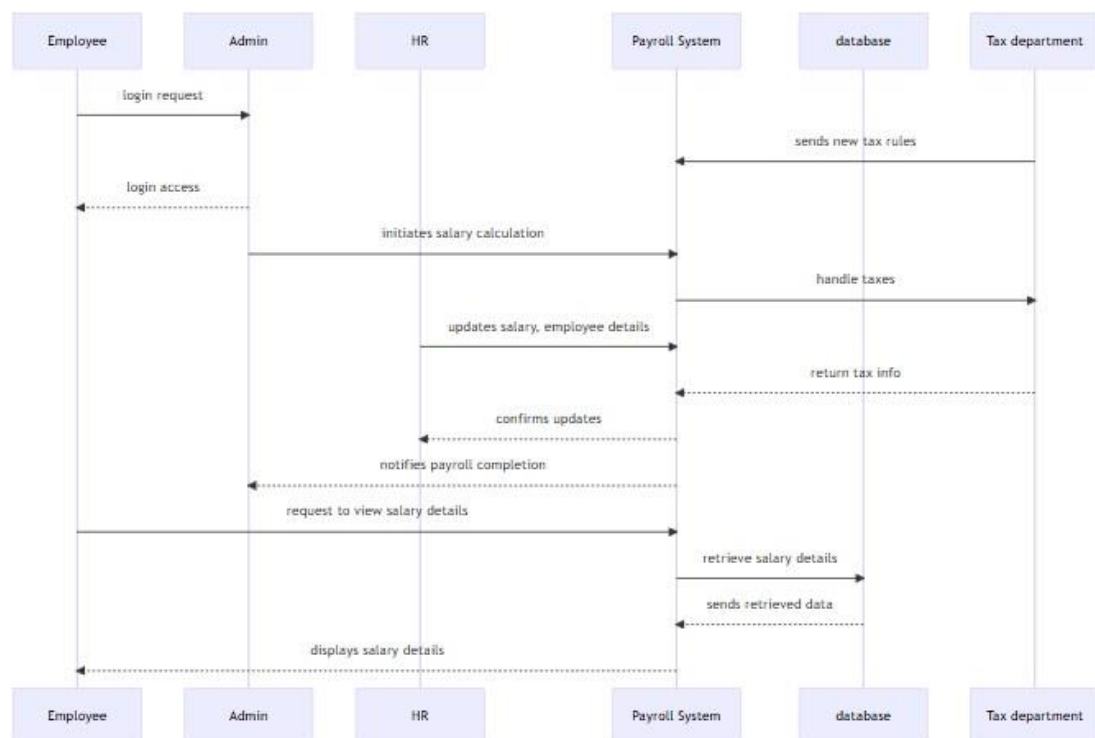 Employee Admin HR Payroll System database Tax department
login request
sends new tax rules
login access
initiates salary calculation
handle taxes
updates salary, employee details
return tax info
confirms updates
notifies payroll completion
request to view salary details
retrieve salary details
sends retrieved data
displays salary details
Employee Admin HR Payroll System database Tax department